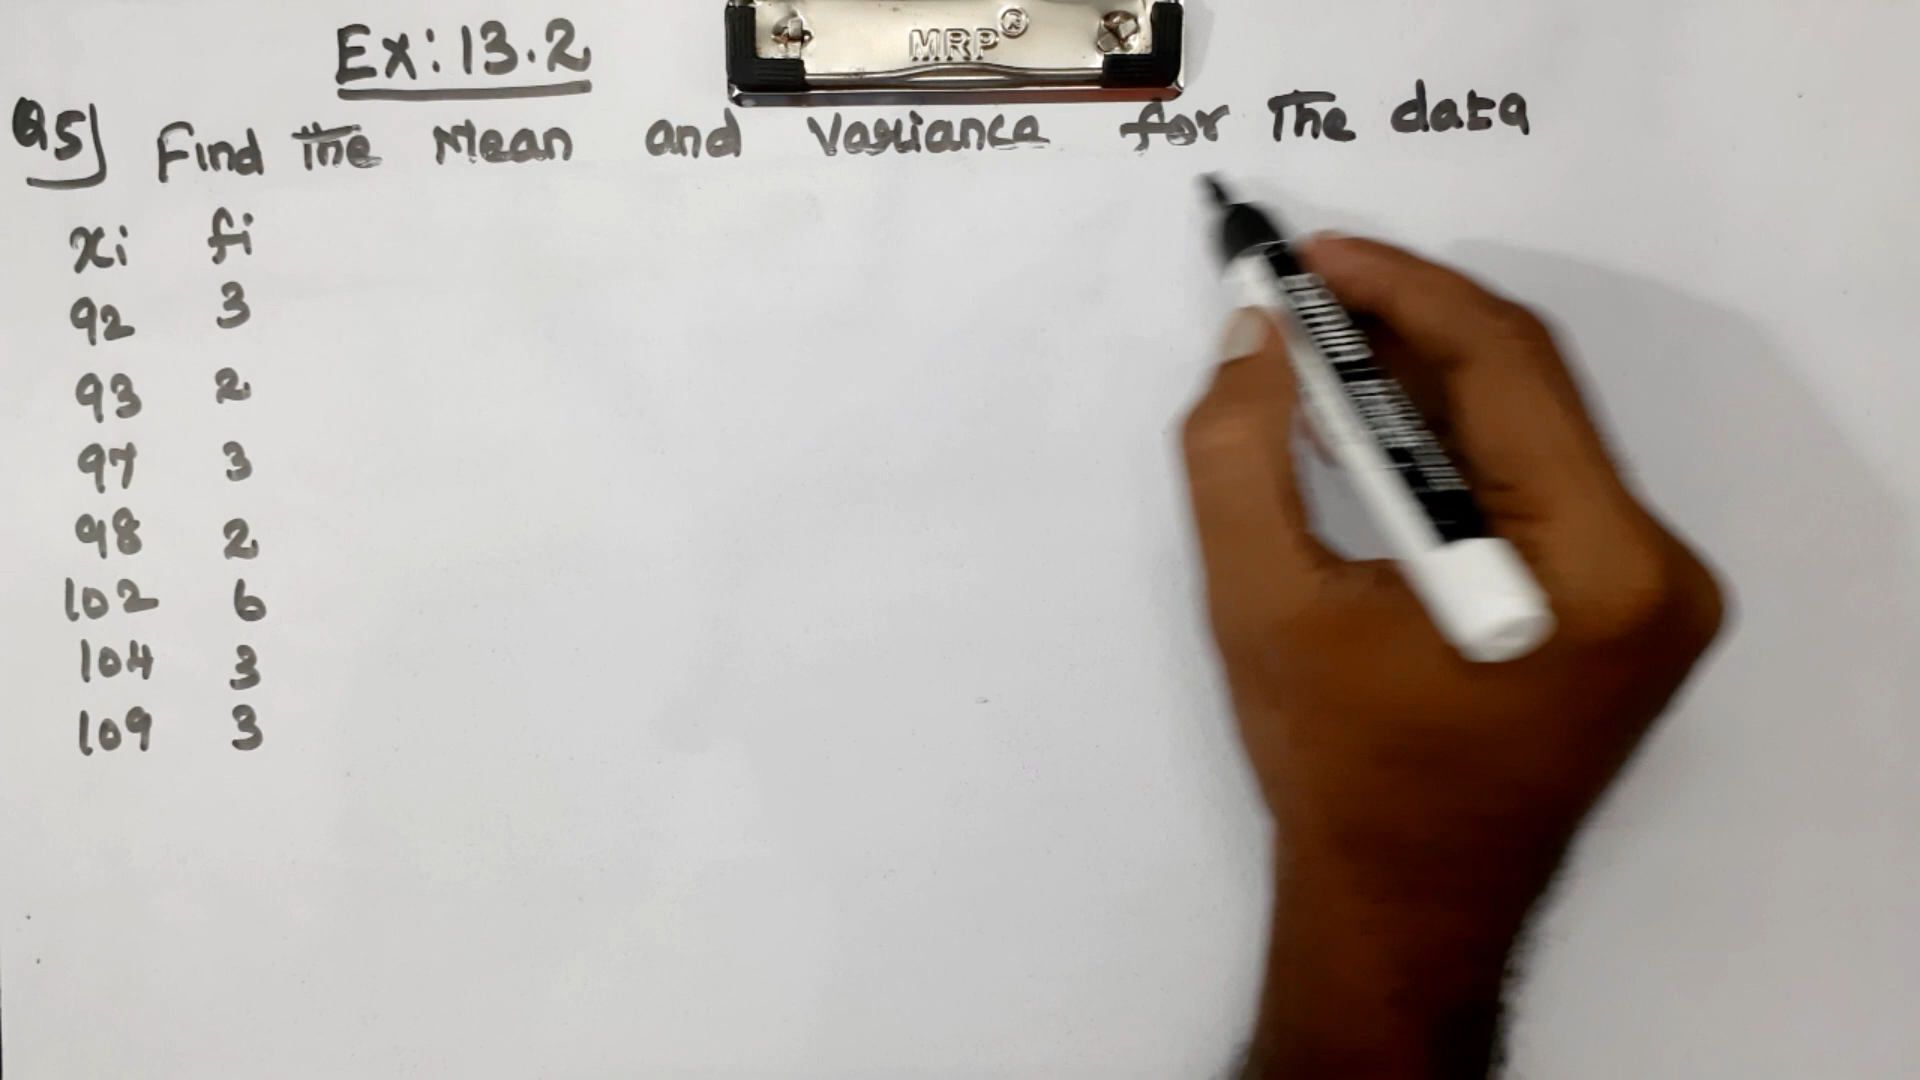 MRP®
Ex: 13.2
Q5] Find the Mean and Variance for The data
xi fi
92 3
93 2
97 3
98 2
102 6
104 3
109 3